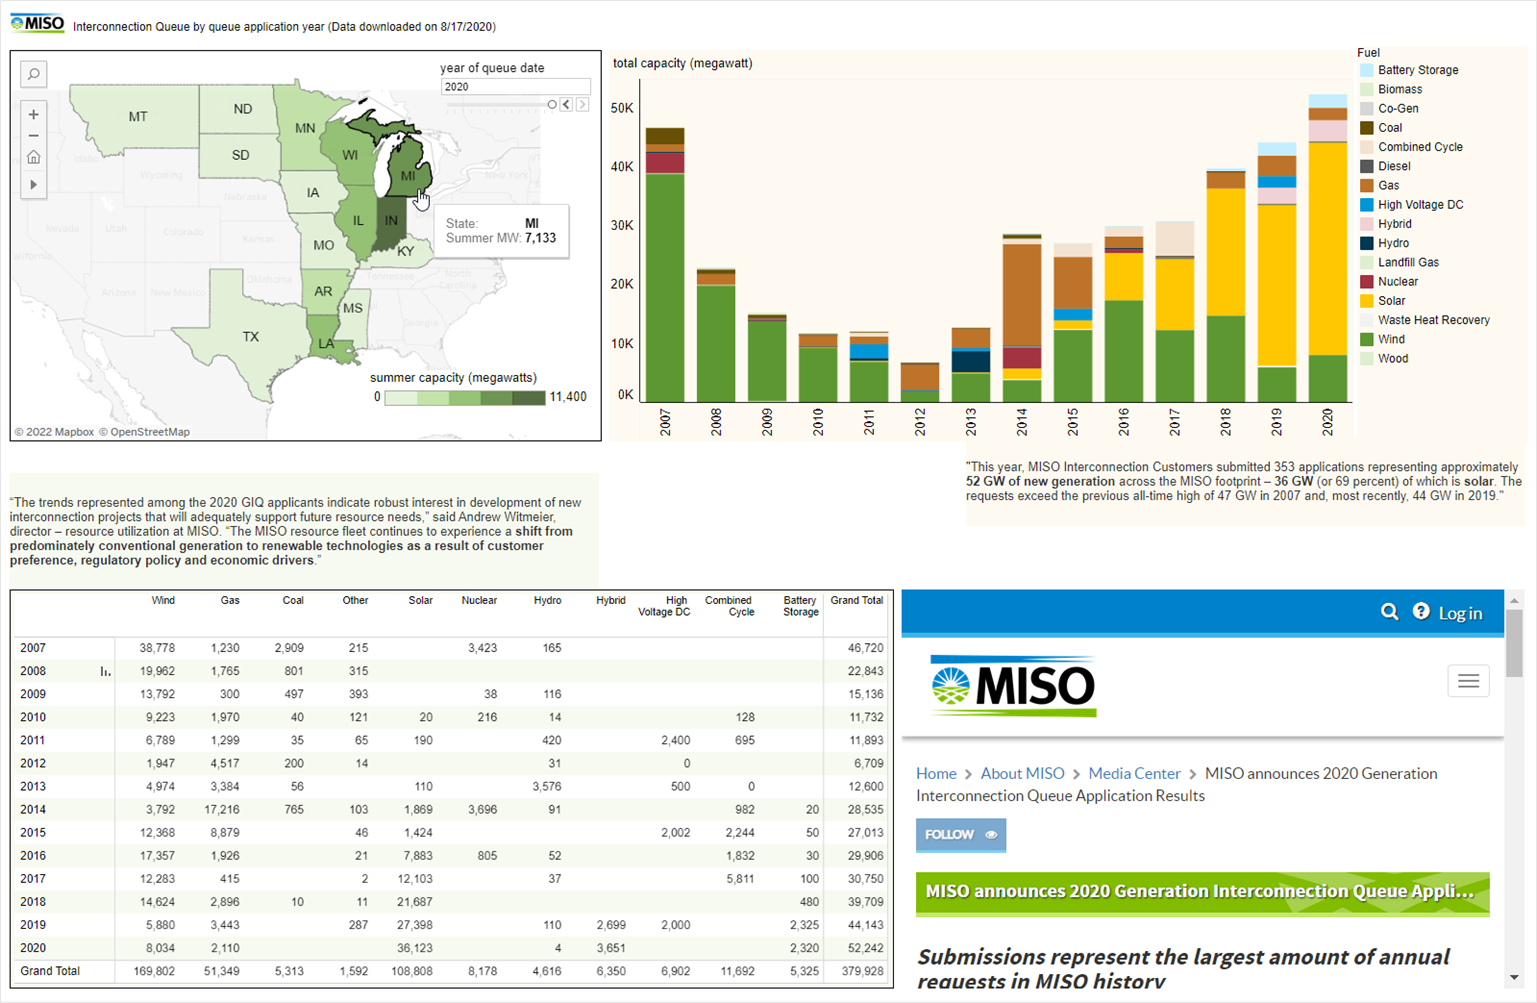 MISO Interconnection Queue by queue application year (Data downloaded on 8/17/2020)
year of queue date
2020
MT
ND
MN
SD
WI
MI
IA
IL
IN
MO
KY
AR
MS
TX
LA
Idaho
Wyoming
Nebraska
Nevada
Utah
Colorado
Kansas
alifornia
Arizona
New Mexico
Oklahoma
Tennessee
North Carolina
Georgia
New York
State: MI
Summer MW: 7,133
summer capacity (megawatts)
0 11,400
© 2022 Mapbox © OpenStreetMap
total capacity (megawatt)
50K
40K
30K
20K
10K
0K
2007 2008 2009 2010 2011 2012 2013 2014 2015 2016 2017 2018 2019 2020
Fuel
Battery Storage
Biomass
Co-Gen
Coal
Combined Cycle
Diesel
Gas
High Voltage DC
Hybrid
Hydro
Landfill Gas
Nuclear
Solar
Waste Heat Recovery
Wind
Wood
"This year, MISO Interconnection Customers submitted 353 applications representing approximately
52 GW of new generation across the MISO footprint – 36 GW (or 69 percent) of which is solar. The
requests exceed the previous all-time high of 47 GW in 2007 and, most recently, 44 GW in 2019."
“The trends represented among the 2020 GIQ applicants indicate robust interest in development of new
interconnection projects that will adequately support future resource needs,” said Andrew Witmeier,
director – resource utilization at MISO. “The MISO resource fleet continues to experience a shift from
predominately conventional generation to renewable technologies as a result of customer
preference, regulatory policy and economic drivers.”
Wind Gas Coal Other Solar Nuclear Hydro Hybrid High Voltage DC Combined Cycle Battery Storage Grand Total
2007 38,778 1,230 2,909 215 3,423 165 46,720
2008 19,962 1,765 801 315 22,843
2009 13,792 300 497 393 38 116 15,136
2010 9,223 1,970 40 121 20 216 14 128 11,732
2011 6,789 1,299 35 65 190 420 2,400 695 11,893
2012 1,947 4,517 200 14 31 0 6,709
2013 4,974 3,384 56 110 3,576 500 0 12,600
2014 3,792 17,216 765 103 1,869 3,696 91 982 20 28,535
2015 12,368 8,879 46 1,424 2,002 2,244 50 27,013
2016 17,357 1,926 21 7,883 805 52 1,832 30 29,906
2017 12,283 415 2 12,103 37 5,811 100 30,750
2018 14,624 2,896 10 11 21,687 480 39,709
2019 5,880 3,443 287 27,398 110 2,699 2,000 2,325 44,143
2020 8,034 2,110 36,123 4 3,651 2,320 52,242
Grand Total 169,802 51,349 5,313 1,592 108,808 8,178 4,616 6,350 6,902 11,692 5,325 379,928
Log in
MISO
Home > About MISO > Media Center > MISO announces 2020 Generation
Interconnection Queue Application Results
FOLLOW
MISO announces 2020 Generation Interconnection Queue Appli...
Submissions represent the largest amount of annual
requests in MISO history